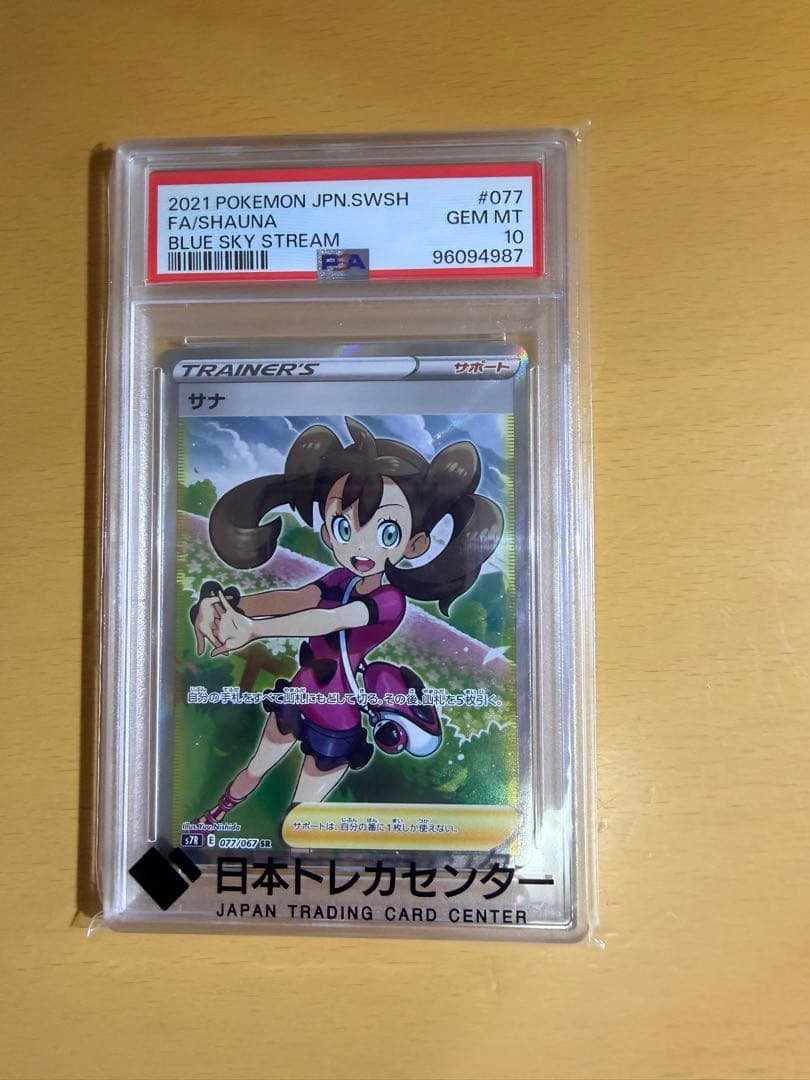 2021 POKEMON JPN.SWSH #077
FA/SHAUNA GEM MT
BLUE SKY STREAM 10
PSA 96094987
TRAINER'S サポート
サナ
自分の手札をすべて山札にもどして切る。その後、山札を5枚引く。
サポートは、自分の番に1枚しか使えない。
Illus. Yuu Nishida
s7R E 077/067 SR
日本トレカセンター
JAPAN TRADING CARD CENTER